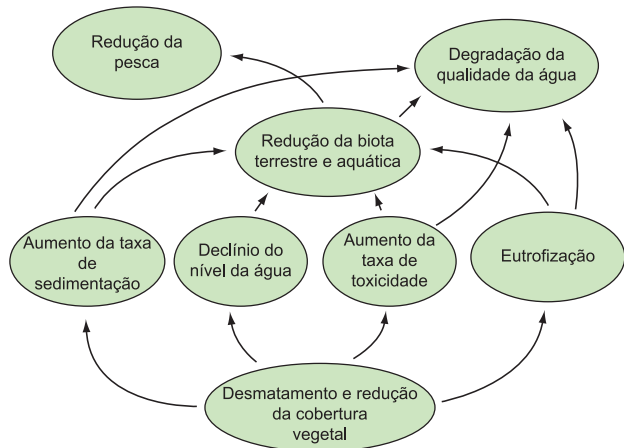 Redução da
pesca
Degradação da
qualidade da água
Redução da biota
terrestre e aquática
Aumento da taxa
de
sedimentação
Declínio do
nível da água
Aumento da
taxa de
toxicidade
Eutrofização
Desmatamento e redução
da cobertura
vegetal